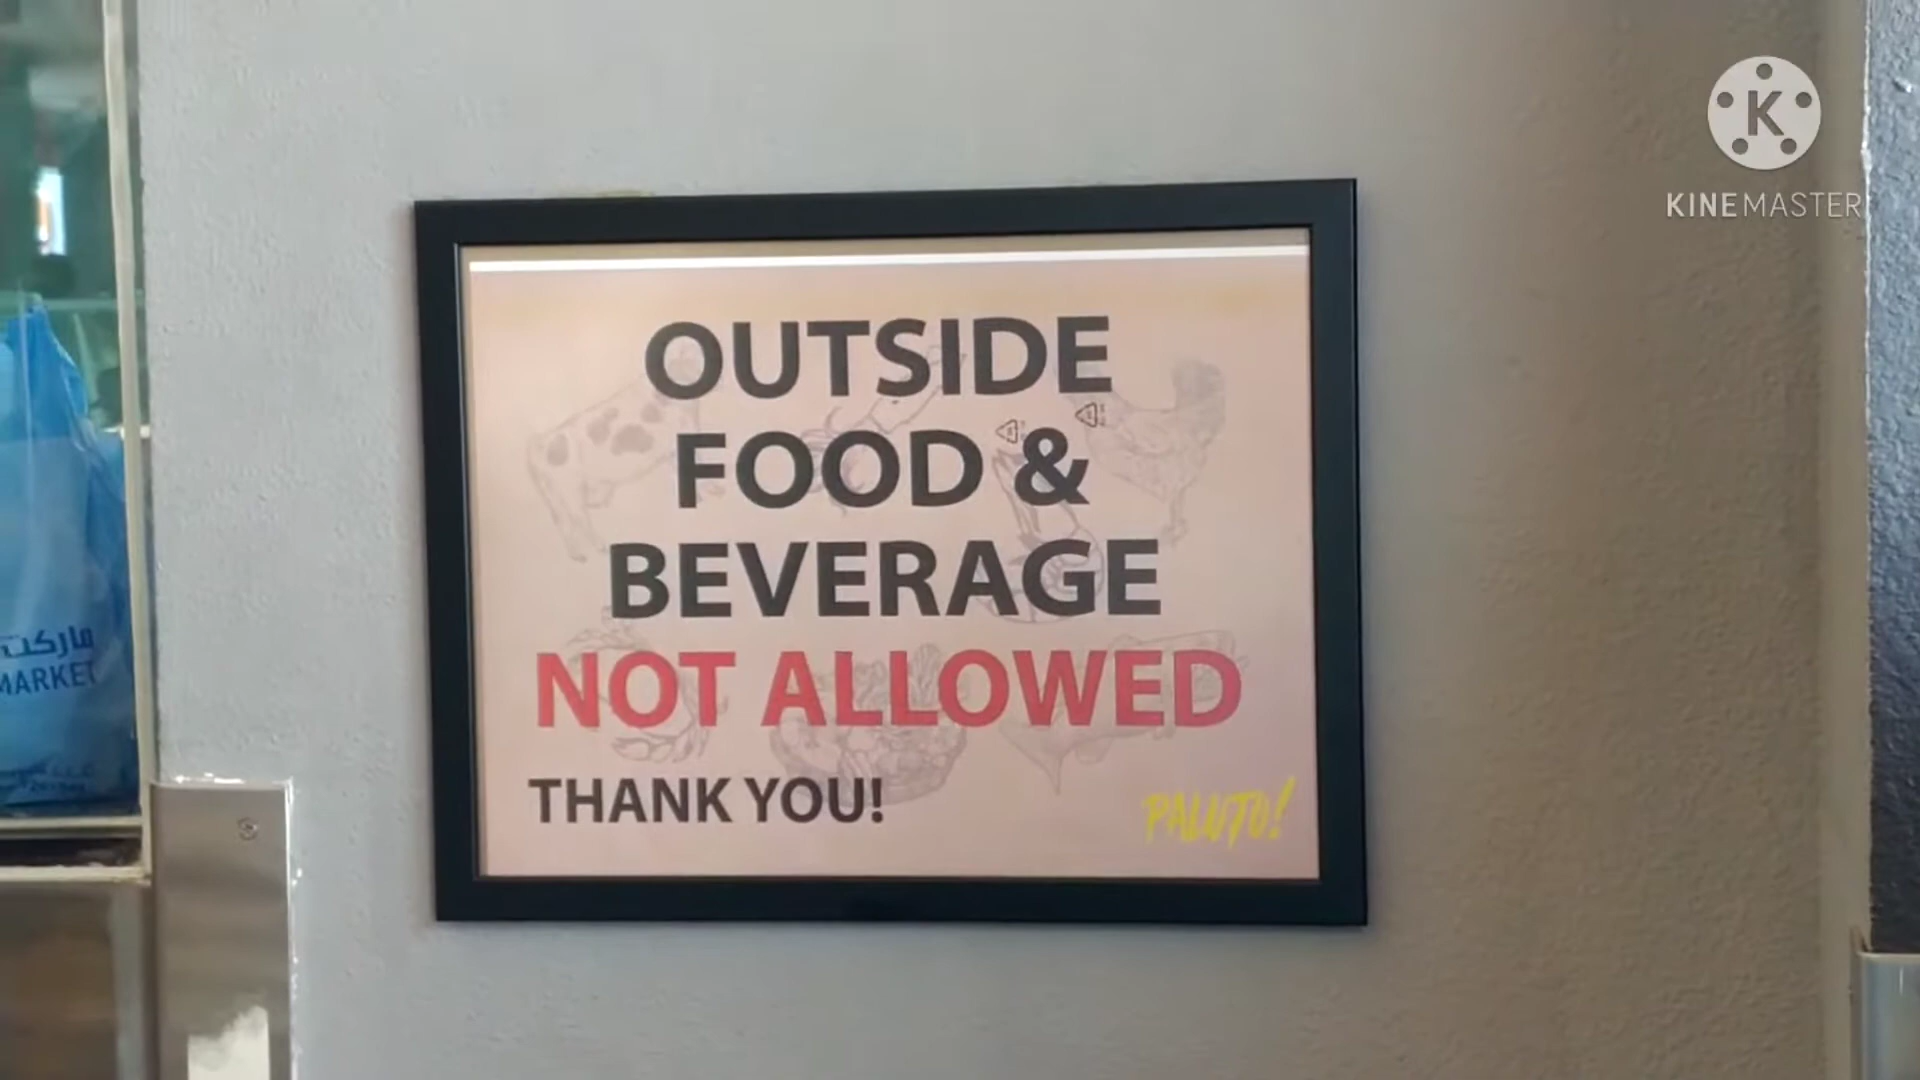 OUTSIDE
FOOD &
BEVERAGE
NOT ALLOWED
THANK YOU!
PALUTO!
K
KINEMASTER
ماركت
MARKET